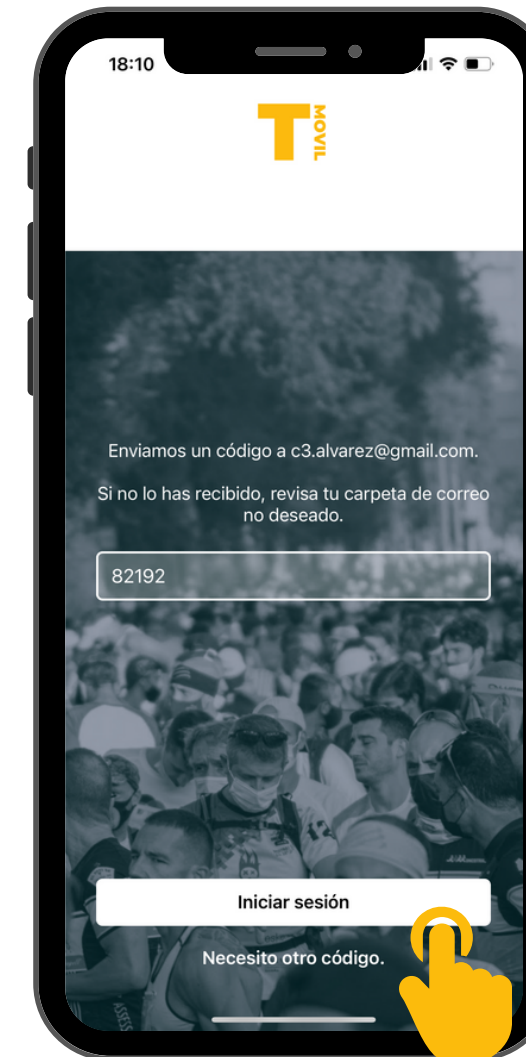 18:10
T MÓVIL
Enviamos un código a c3.alvarez@gmail.com.
Si no lo has recibido, revisa tu carpeta de correo
no deseado.
82192
Iniciar sesión
Necesito otro código.